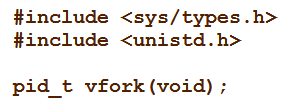 #include <sys/types.h>
#include <unistd.h>
pid_t vfork(void);